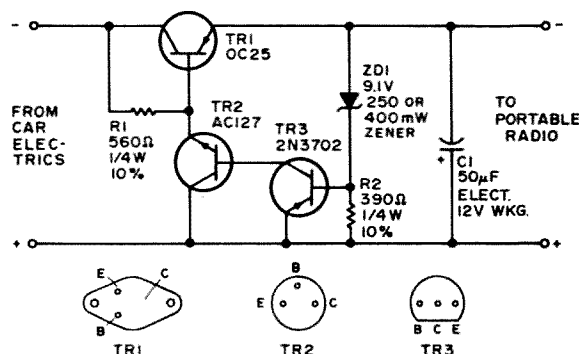 –
–
TR1
OC25
ZD1
9.1V
250 OR
400mW
ZENER
FROM
CAR
ELEC-
TRICS
R1
560Ω
1/4W
10%
TR2
AC127
TR3
2N3702
R2
390Ω
1/4W
10%
+
C1
50µF
ELECT.
12V WKG.
TO
PORTABLE
RADIO
+
+
E
C
B
TR1
B
E
C
TR2
B C E
TR3